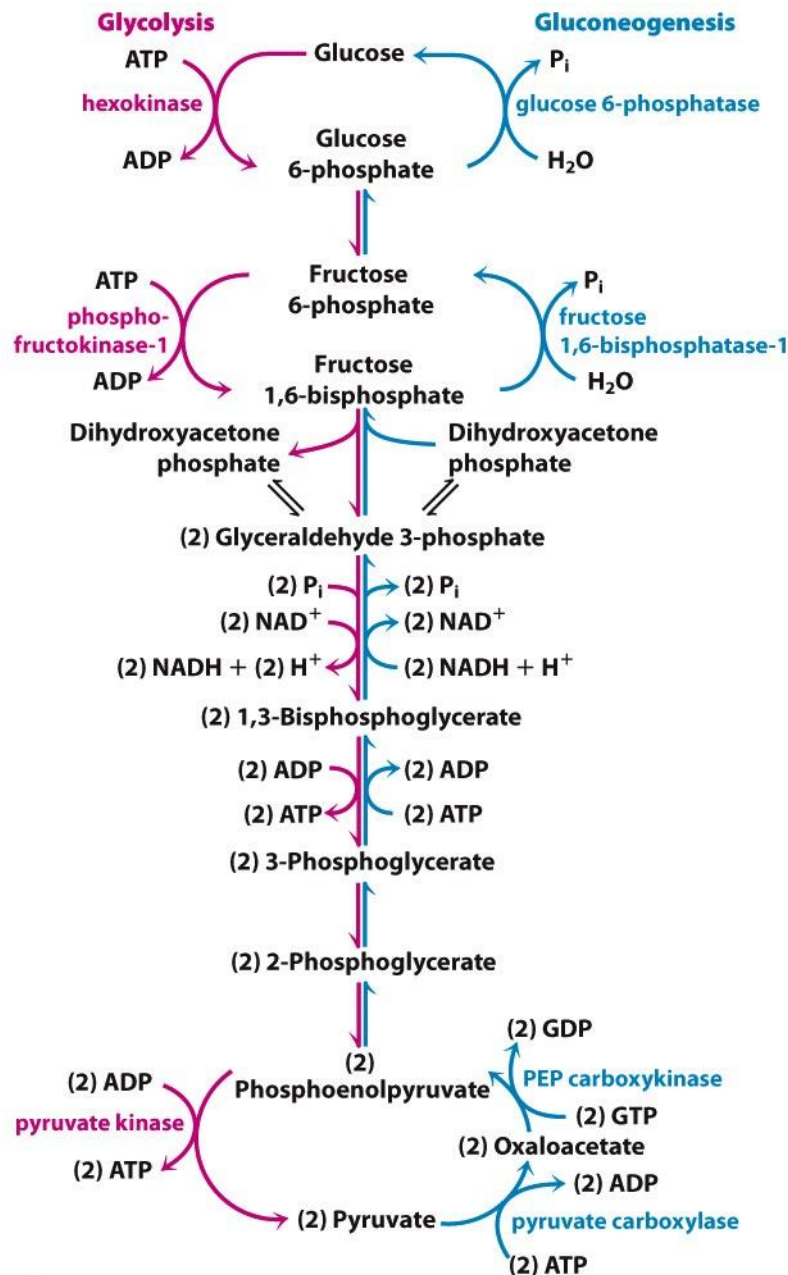 Glycolysis
Gluconeogenesis
ATP
Glucose
Pi
hexokinase
glucose 6-phosphatase
ADP
Glucose
6-phosphate
H2O
ATP
Fructose
6-phosphate
Pi
phospho-
fructokinase-1
fructose
1,6-bisphosphatase-1
ADP
Fructose
1,6-bisphosphate
H2O
Dihydroxyacetone
phosphate
Dihydroxyacetone
phosphate
(2) Glyceraldehyde 3-phosphate
(2) Pi
(2) Pi
(2) NAD+
(2) NAD+
(2) NADH + (2) H+
(2) NADH + H+
(2) 1,3-Bisphosphoglycerate
(2) ADP
(2) ADP
(2) ATP
(2) ATP
(2) 3-Phosphoglycerate
(2) 2-Phosphoglycerate
(2) GDP
(2)
Phosphoenolpyruvate
(2) ADP
PEP carboxykinase
pyruvate kinase
(2) GTP
(2) Oxaloacetate
(2) ATP
(2) ADP
(2) Pyruvate
pyruvate carboxylase
(2) ATP